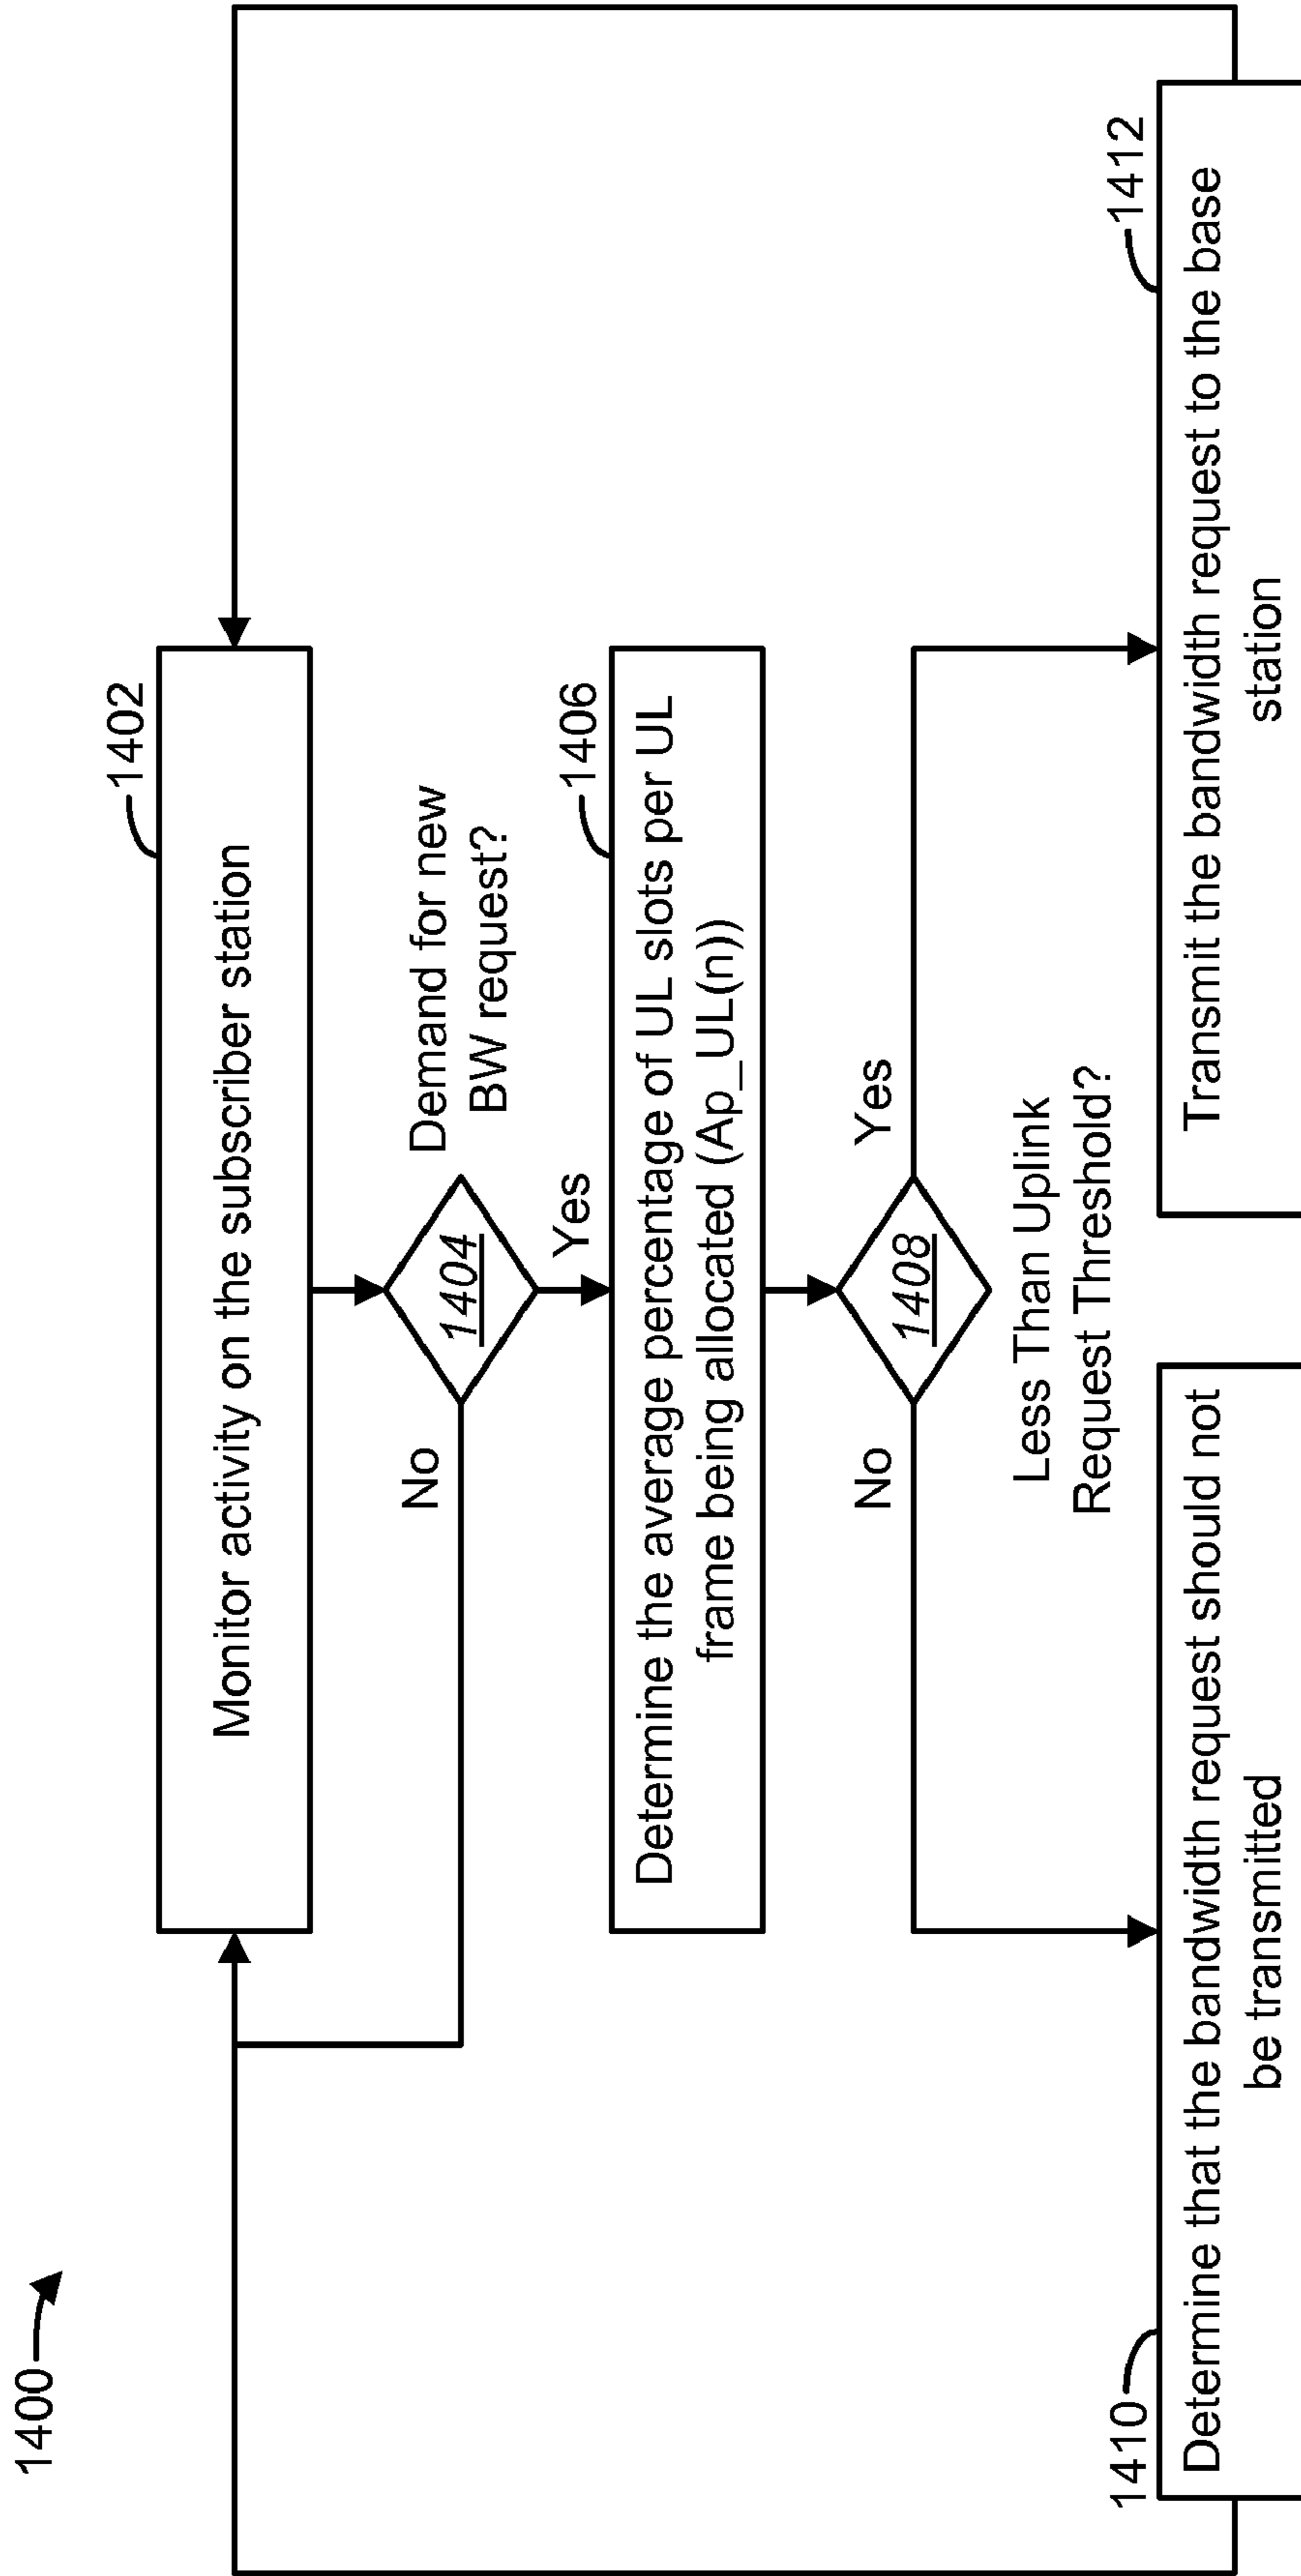 1400
1402
Monitor activity on the subscriber station
Demand for new
BW request?
1404
No
Yes
1406
Determine the average percentage of UL slots per UL
frame being allocated (Ap_UL(n))
1408
No
Yes
Less Than Uplink
Request Threshold?
1410
Determine that the bandwidth request should not
be transmitted
1412
Transmit the bandwidth request to the base
station